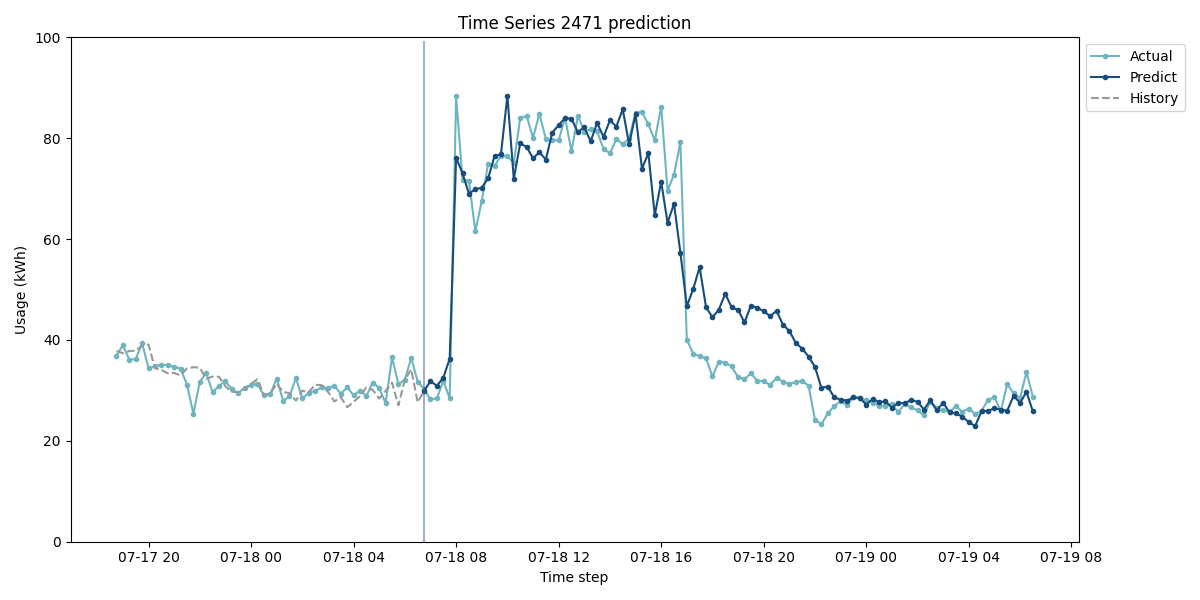 Time Series 2471 prediction
Usage (kWh)
100
80
60
40
20
0
07-17 20
07-18 00
07-18 04
07-18 08
07-18 12
07-18 16
07-18 20
07-19 00
07-19 04
07-19 08
Time step
Actual
Predict
History